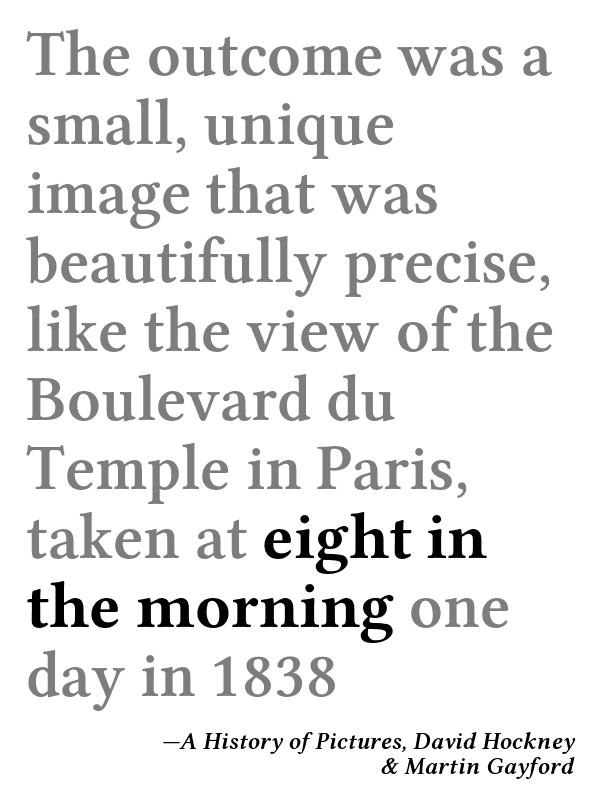 The outcome was a
small, unique
image that was
beautifully precise,
like the view of the
Boulevard du
Temple in Paris,
taken at eight in
the morning one
day in 1838
—A History of Pictures, David Hockney
& Martin Gayford